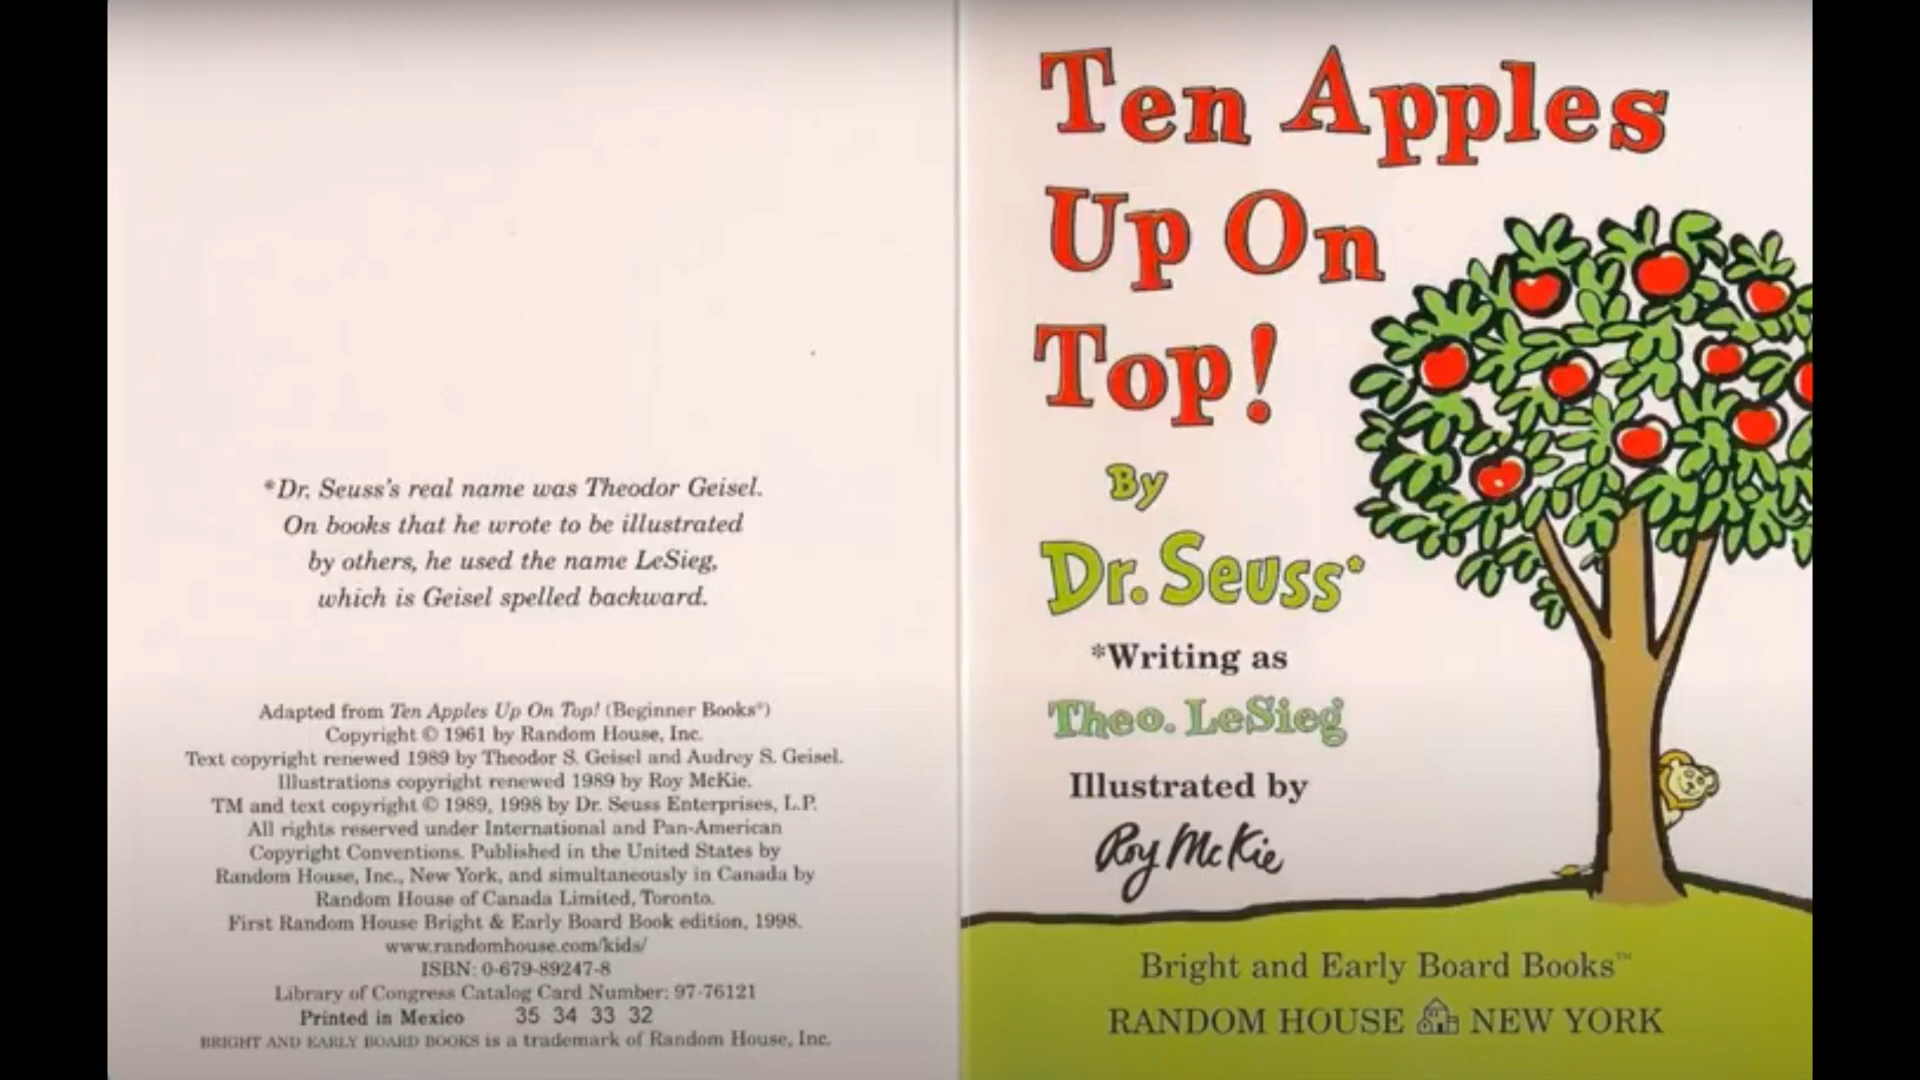 *Dr. Seuss's real name was Theodor Geisel.
On books that he wrote to be illustrated
by others, he used the name LeSieg,
which is Geisel spelled backward.
Adapted from Ten Apples Up On Top! (Beginner Books®)
Copyright © 1961 by Random House, Inc.
Text copyright renewed 1989 by Theodor S. Geisel and Audrey S. Geisel.
Illustrations copyright renewed 1989 by Roy McKie.
TM and text copyright © 1989, 1998 by Dr. Seuss Enterprises, L.P.
All rights reserved under International and Pan-American
Copyright Conventions. Published in the United States by
Random House, Inc., New York, and simultaneously in Canada by
Random House of Canada Limited, Toronto.
First Random House Bright & Early Board Book edition, 1998.
www.randomhouse.com/kids/
ISBN: 0-679-89247-8
Library of Congress Catalog Card Number: 97-76121
Printed in Mexico 35 34 33 32
BRIGHT AND EARLY BOARD BOOKS is a trademark of Random House, Inc.
Ten Apples
Up On
Top!
By
Dr. Seuss*
*Writing as
Theo. LeSieg
Illustrated by
Roy McKie
Bright and Early Board Books™
RANDOM HOUSE NEW YORK